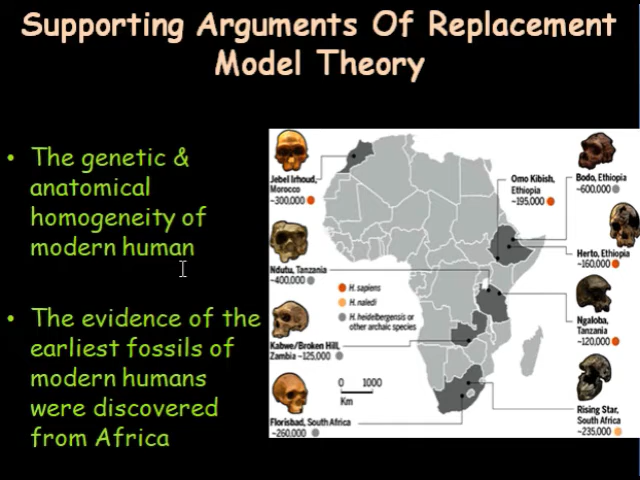 Supporting Arguments Of Replacement
Model Theory
• The genetic &
anatomical
homogeneity of
modern human
• The evidence of the
earliest fossils of
modern humans
were discovered
from Africa
Jebel Irhoud,
Morocco
~300,000
Ndutu, Tanzania
~400,000
H. sapiens
H. naledi
H. heidelbergensis or
other archaic species
Kabwe/Broken Hill,
Zambia ~125,000
0 1000
Km
Florisbad, South Africa
~260,000
Omo Kibish,
Ethiopia
~195,000
Bodo, Ethiopia
~600,000
Herto, Ethiopia
~160,000
Ngaloba,
Tanzania
~120,000
Rising Star,
South Africa
~235,000